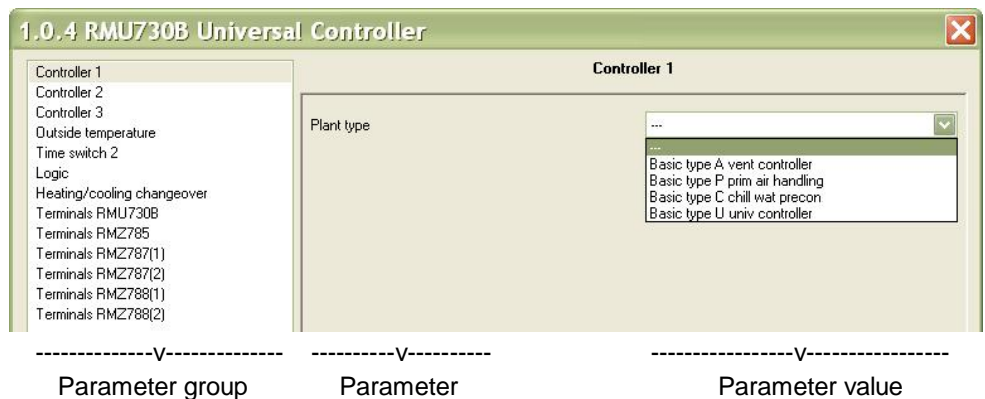 1.0.4 RMU730B Universal Controller
Controller 1
Controller 2
Controller 3
Outside temperature
Time switch 2
Logic
Heating/cooling changeover
Terminals RMU730B
Terminals RMZ785
Terminals RMZ787(1)
Terminals RMZ787(2)
Terminals RMZ788(1)
Terminals RMZ788(2)
Controller 1
Plant type
---
---
Basic type A vent controller
Basic type P prim air handling
Basic type C chill wat precon
Basic type U univ controller
--------------v-------------- ----------v---------- -----------------v-----------------
Parameter group Parameter Parameter value